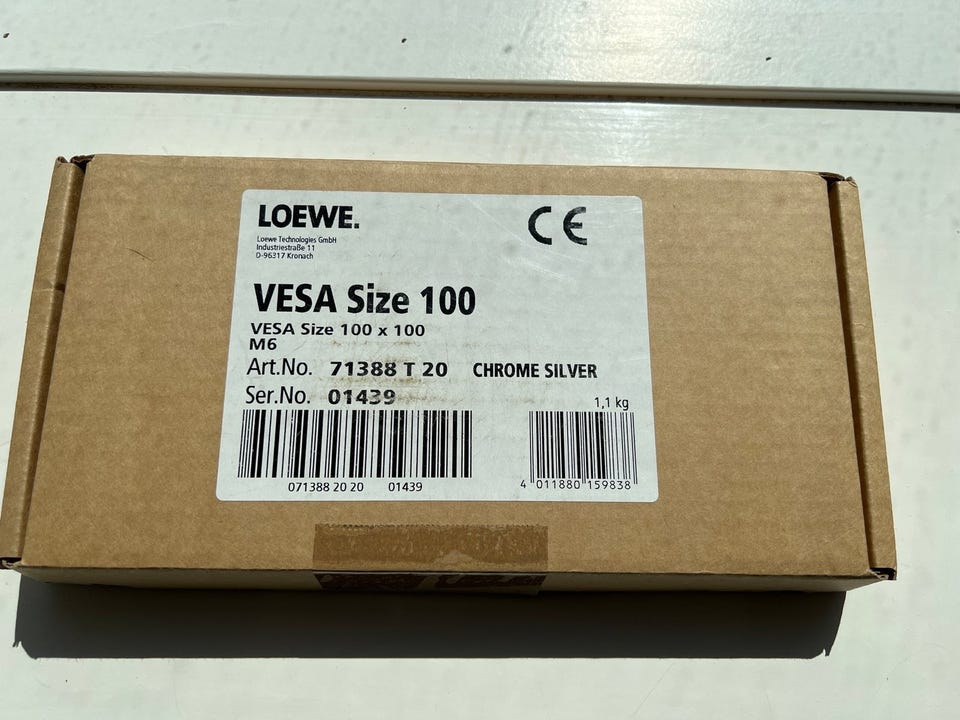 LOEWE.
Loewe Technologies GmbH
Industriestraße 11
D-96317 Kronach
CE
VESA Size 100
VESA Size 100 x 100
M6
Art.No. 71388 T 20 CHROME SILVER
Ser.No. 01439
1,1 kg
071388 20 20 01439
4 011880 159838